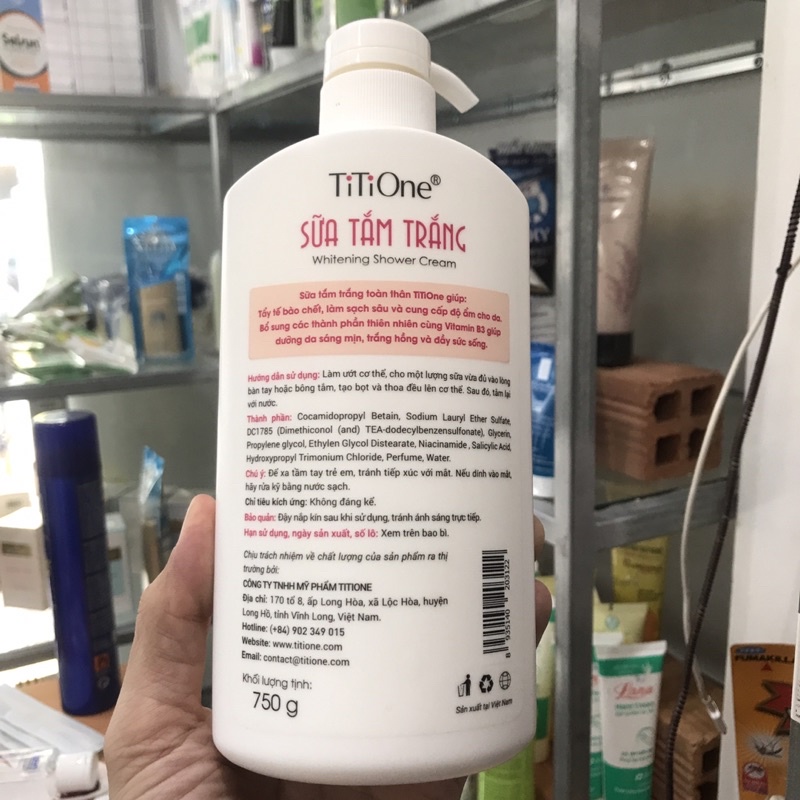 TiTiOne®
SỮA TẮM TRẮNG
Whitening Shower Cream
Sữa tắm trắng toàn thân TiTiOne giúp:
Tẩy tế bào chết, làm sạch sâu và cung cấp độ ẩm cho da.
Bổ sung các thành phần thiên nhiên cùng Vitamin B3 giúp
dưỡng da sáng mịn, trắng hồng và đầy sức sống.
Hướng dẫn sử dụng: Làm ướt cơ thể, cho một lượng sữa vừa đủ vào lòng
bàn tay hoặc bông tắm, tạo bọt và thoa đều lên cơ thể. Sau đó, tắm lại
với nước.
Thành phần: Cocamidopropyl Betain, Sodium Lauryl Ether Sulfate,
DC1785 (Dimethiconol (and) TEA-dodecylbenzensulfonate), Glycerin,
Propylene glycol, Ethylen Glycol Distearate, Niacinamide, Salicylic Acid,
Hydroxypropyl Trimonium Chloride, Perfume, Water.
Chú ý: Để xa tầm tay trẻ em, tránh tiếp xúc với mắt. Nếu dính vào mắt,
hãy rửa kỹ bằng nước sạch.
Chỉ tiêu kích ứng: Không đáng kể.
Bảo quản: Đậy nắp kín sau khi sử dụng, tránh ánh sáng trực tiếp.
Hạn sử dụng, ngày sản xuất, số lô: Xem trên bao bì.
Chịu trách nhiệm về chất lượng của sản phẩm ra thị
trường bởi:
CÔNG TY TNHH MỸ PHẨM TITIONE
Địa chỉ: 170 tổ 8, ấp Long Hòa, xã Lộc Hòa, huyện
Long Hồ, tỉnh Vĩnh Long, Việt Nam.
Hotline: (+84) 902 349 015
Website: www.titione.com
Email: contact@titione.com
Khối lượng tịnh:
750 g
8 935140 203122
Sản xuất tại Việt Nam
Lana
FUMAKILLA